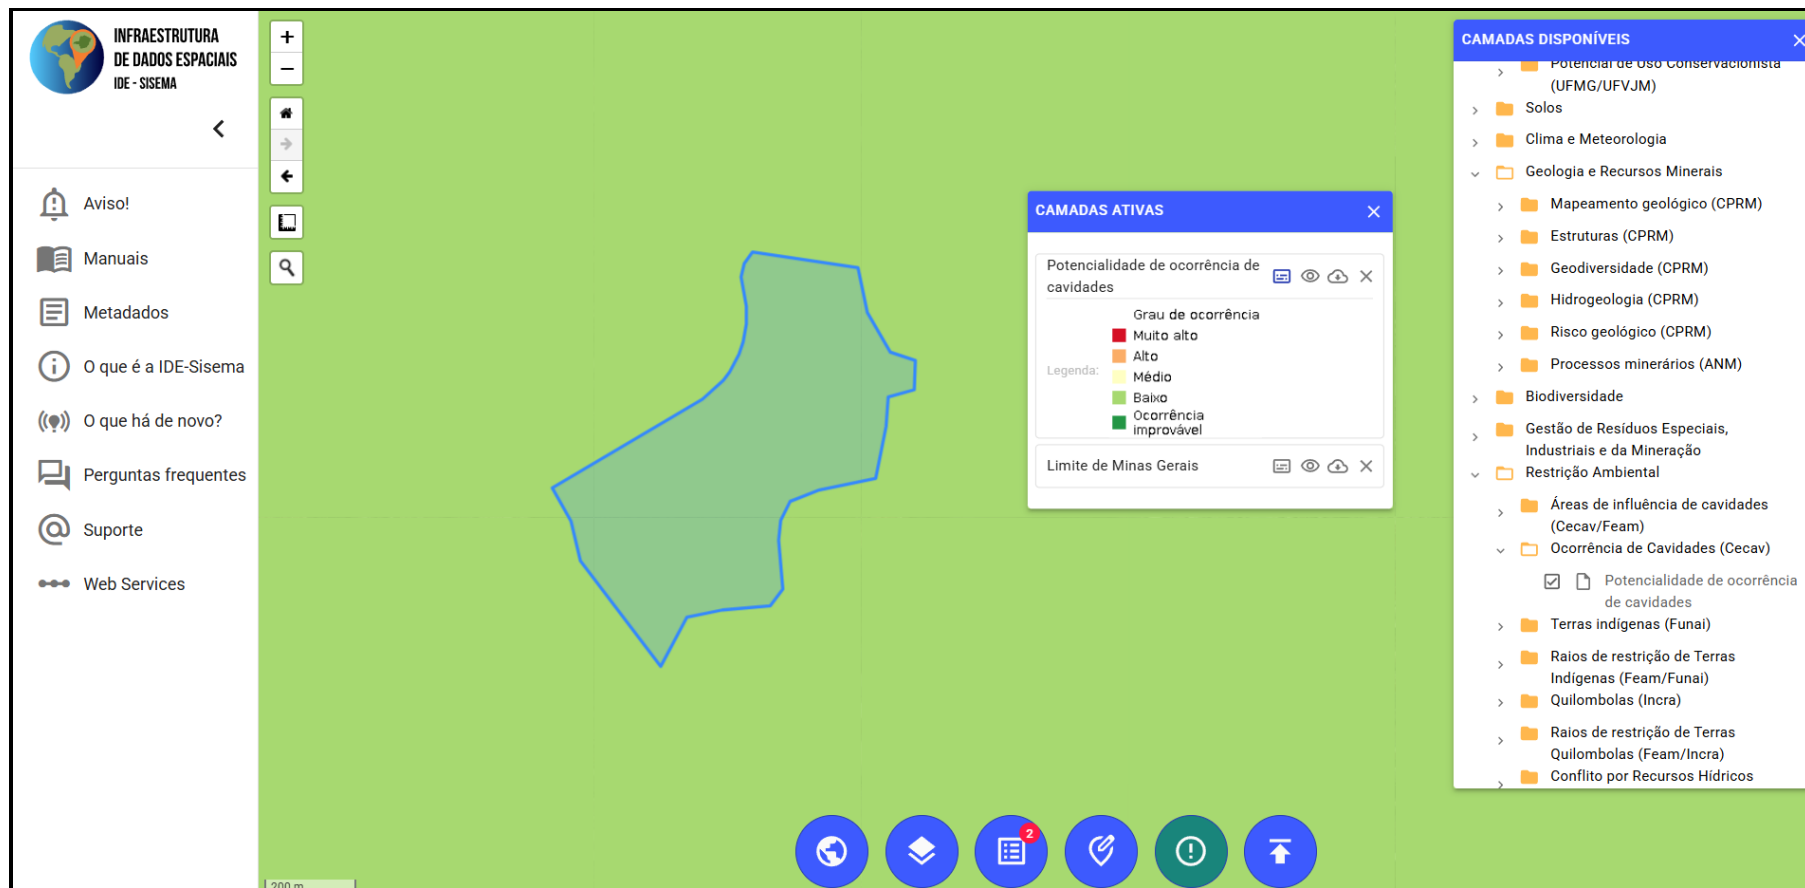 INFRAESTRUTURA
DE DADOS ESPACIAIS
IDE - SISEMA
Aviso!
Manuais
Metadados
O que é a IDE-Sisema
O que há de novo?
Perguntas frequentes
Suporte
Web Services
+
−
CAMADAS ATIVAS
Potencialidade de ocorrência de
cavidades
Legenda:
Grau de ocorrência
Muito alto
Alto
Médio
Baixo
Ocorrência
improvável
Limite de Minas Gerais
CAMADAS DISPONÍVEIS
Potencial de Uso Conservacionista
(UFMG/UFVJM)
Solos
Clima e Meteorologia
Geologia e Recursos Minerais
Mapeamento geológico (CPRM)
Estruturas (CPRM)
Geodiversidade (CPRM)
Hidrogeologia (CPRM)
Risco geológico (CPRM)
Processos minerários (ANM)
Biodiversidade
Gestão de Resíduos Especiais,
Industriais e da Mineração
Restrição Ambiental
Áreas de influência de cavidades
(Cecav/Feam)
Ocorrência de Cavidades (Cecav)
Potencialidade de ocorrência
de cavidades
Terras indígenas (Funai)
Raios de restrição de Terras
Indígenas (Feam/Funai)
Quilombolas (Incra)
Raios de restrição de Terras
Quilombolas (Feam/Incra)
Conflito por Recursos Hídricos
2
200 m